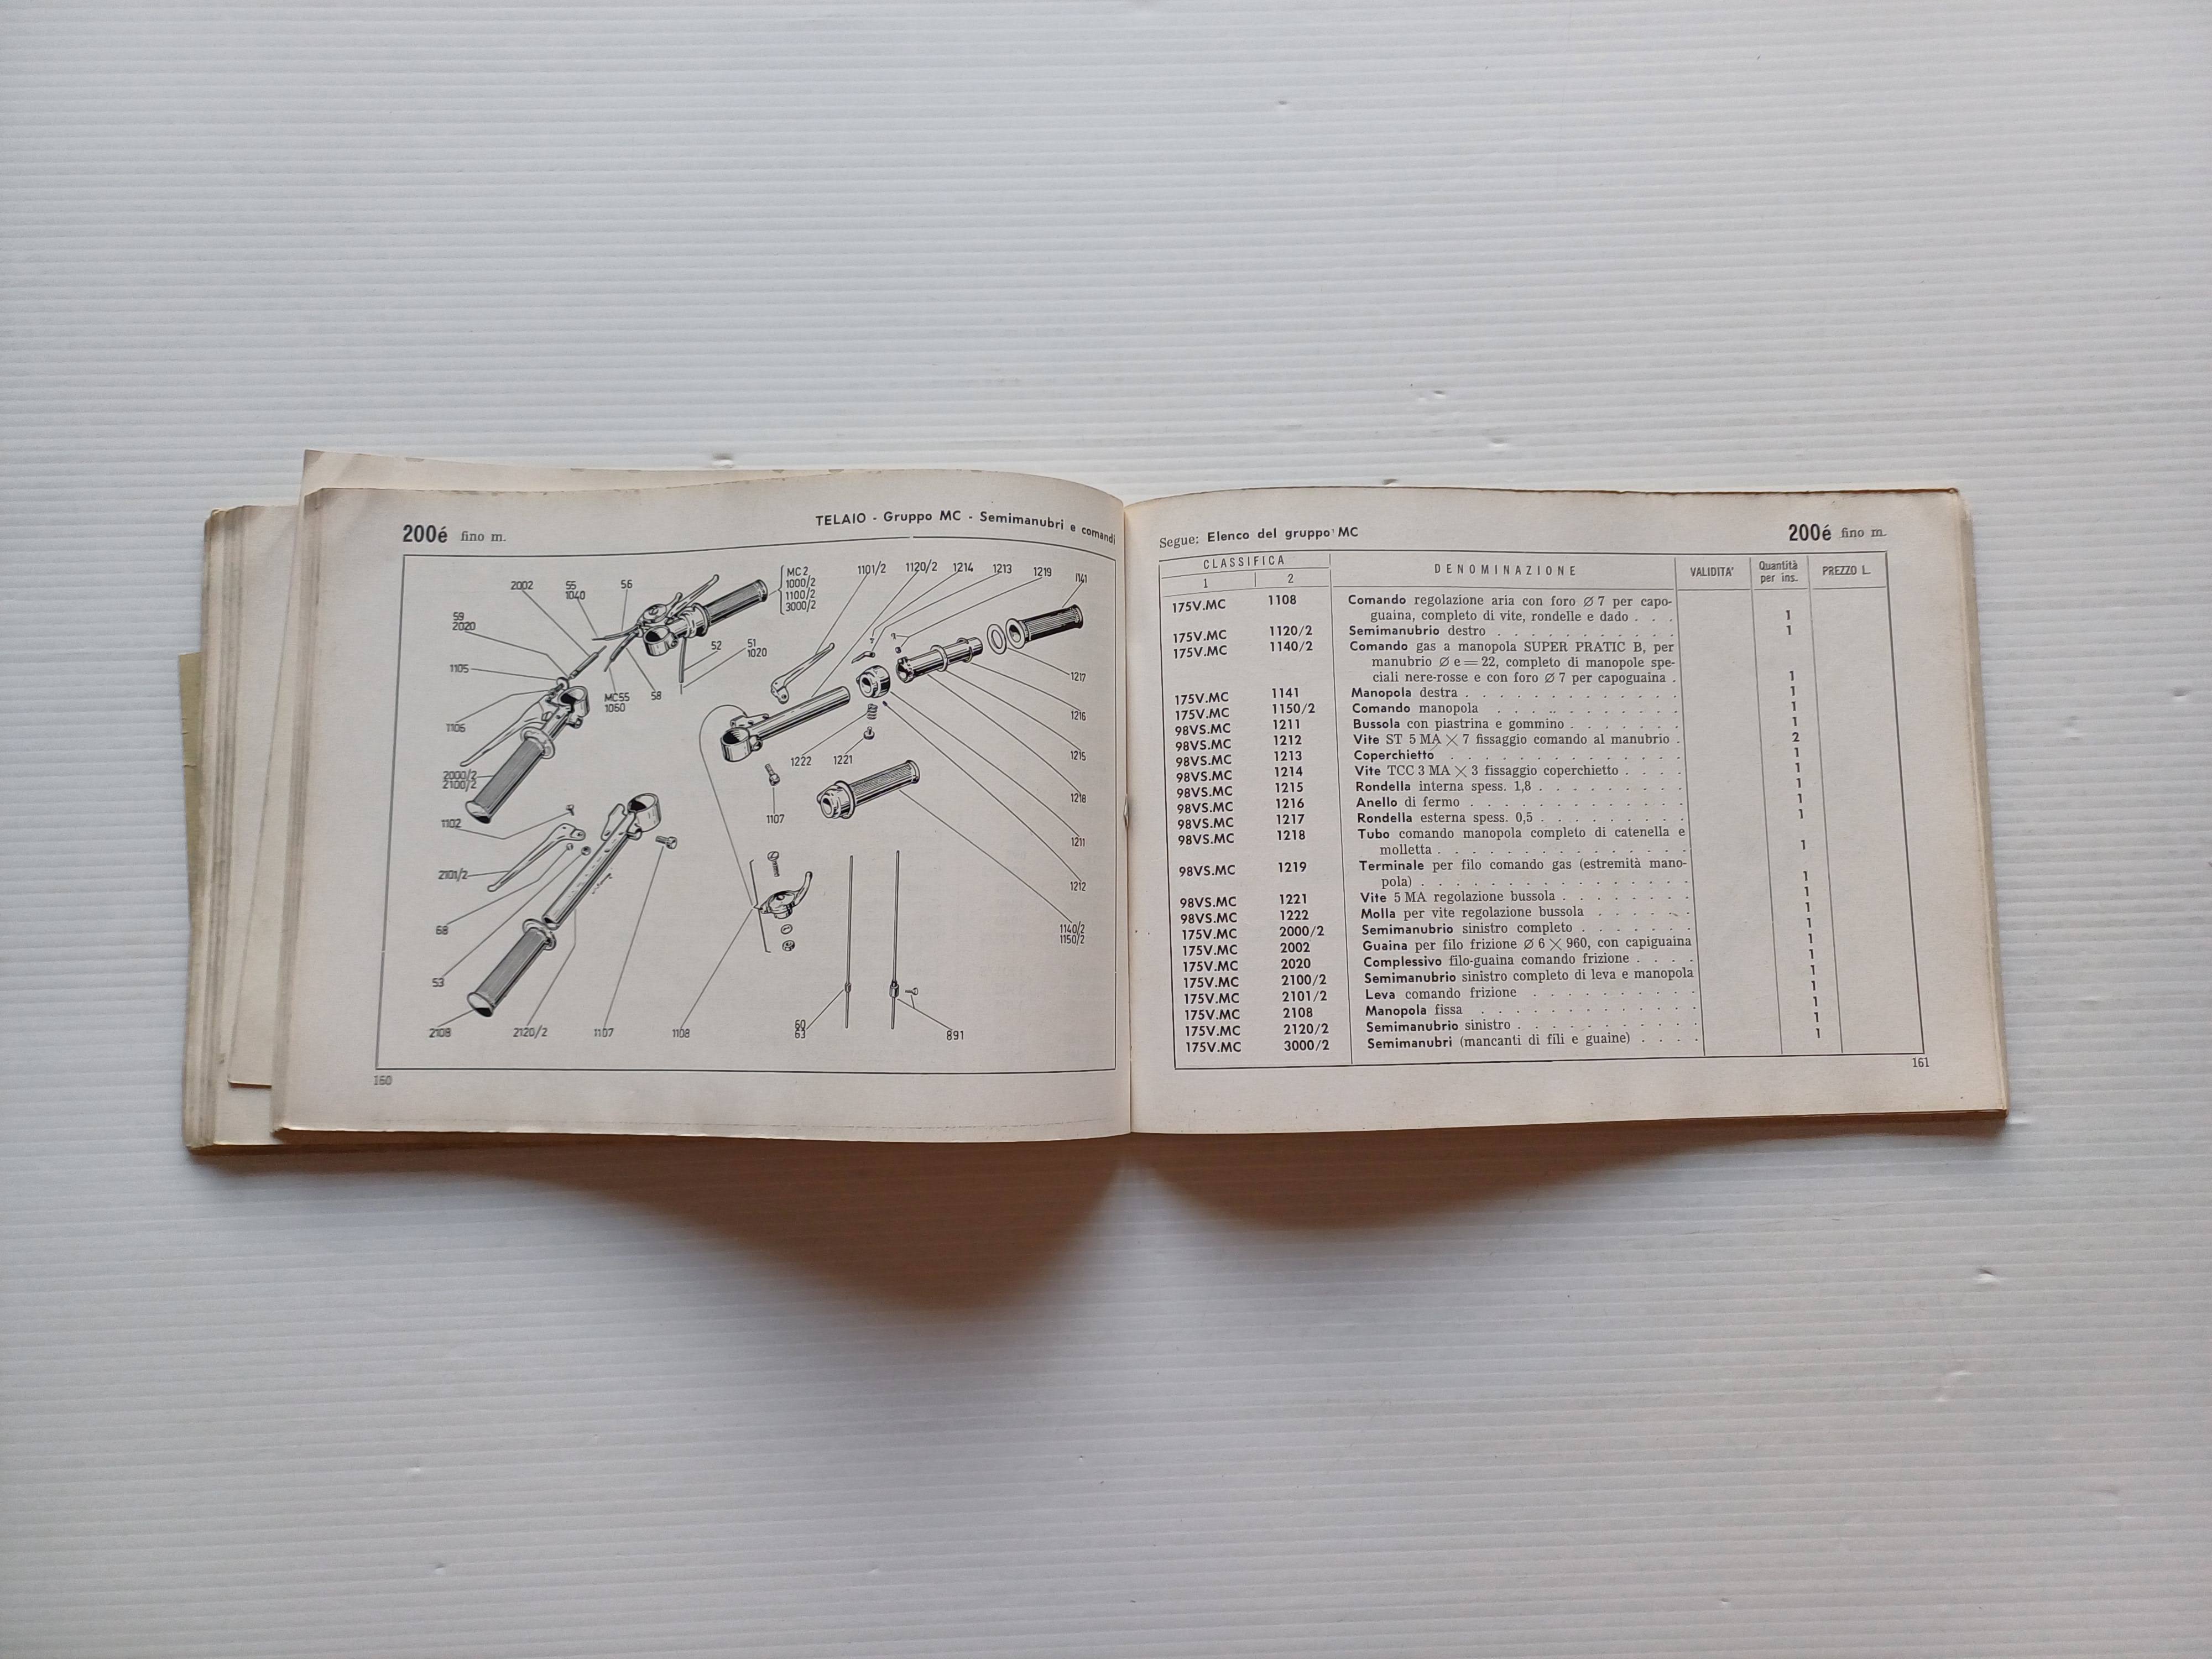 200é fino m.
TELAIO - Gruppo MC - Semimanubri e comandi
2002
55
1040
56
MC 2
1000/2
1100/2
3000/2
1101/2
1120/2
1214
1213
1219
1141
59
2020
52
51
1020
1105
MC55
1060
58
1217
1106
1216
1222
1221
1215
2000/2
2100/2
1218
1102
1107
1211
2101/2
1212
68
1140/2
1150/2
53
2108
2120/2
1107
1108
60
63
891
160
Segue: Elenco del gruppo MC
200é fino m.
CLASSIFICA
1 2
DENOMINAZIONE
VALIDITA'
Quantità
per ins.
PREZZO L.
175V.MC 1108 Comando regolazione aria con foro Ø 7 per capo-
guaina, completo di vite, rondelle e dado . . . 1
175V.MC 1120/2 Semimanubrio destro . . . . . . . . . . 1
175V.MC 1140/2 Comando gas a manopola SUPER PRATIC B, per
manubrio Ø e = 22, completo di manopole spe-
ciali nere-rosse e con foro Ø 7 per capoguaina . 1
175V.MC 1141 Manopola destra . . . . . . . . . . . . 1
175V.MC 1150/2 Comando manopola . . . . . . . . . . . 1
98VS.MC 1211 Bussola con piastrina e gommino . . . . . . 1
98VS.MC 1212 Vite ST 5 MA × 7 fissaggio comando al manubrio . 2
98VS.MC 1213 Coperchietto . . . . . . . . . . . . . 1
98VS.MC 1214 Vite TCC 3 MA × 3 fissaggio coperchietto . . . . 1
98VS.MC 1215 Rondella interna spess. 1,8 . . . . . . . . . 1
98VS.MC 1216 Anello di fermo . . . . . . . . . . . . 1
98VS.MC 1217 Rondella esterna spess. 0,5 . . . . . . . . . 1
98VS.MC 1218 Tubo comando manopola completo di catenella e
molletta . . . . . . . . . . . . . . 1
98VS.MC 1219 Terminale per filo comando gas (estremità mano-
pola) . . . . . . . . . . . . . . . 1
98VS.MC 1221 Vite 5 MA regolazione bussola . . . . . . . 1
98VS.MC 1222 Molla per vite regolazione bussola . . . . . . 1
175V.MC 2000/2 Semimanubrio sinistro completo . . . . . . 1
175V.MC 2002 Guaina per filo frizione Ø 6 × 960, con capiguaina 1
175V.MC 2020 Complessivo filo-guaina comando frizione . . . . 1
175V.MC 2100/2 Semimanubrio sinistro completo di leva e manopola 1
175V.MC 2101/2 Leva comando frizione . . . . . . . . . 1
175V.MC 2108 Manopola fissa . . . . . . . . . . . . 1
175V.MC 2120/2 Semimanubrio sinistro . . . . . . . . . . 1
175V.MC 3000/2 Semimanubri (mancanti di fili e guaine) . . . . 1
161